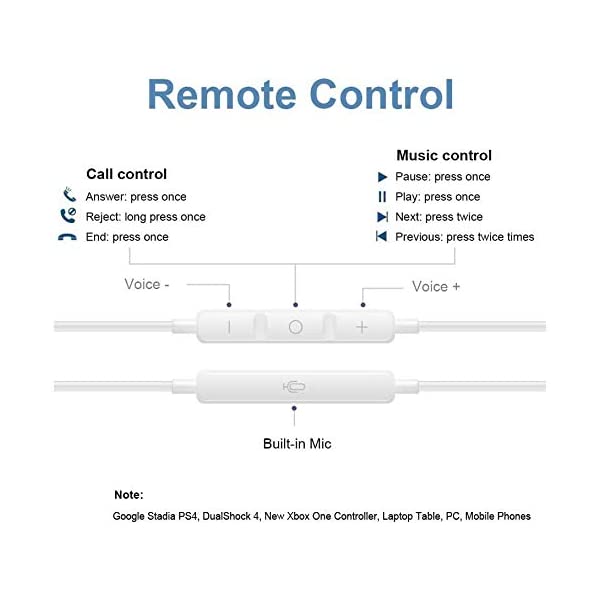 Remote Control
Call control
Answer: press once
Reject: long press once
End: press once
Music control
Pause: press once
Play: press once
Next: press twice
Previous: press twice times
Voice -
Voice +
Built-in Mic
Note:
Google Stadia PS4, DualShock 4, New Xbox One Controller, Laptop Table, PC, Mobile Phones